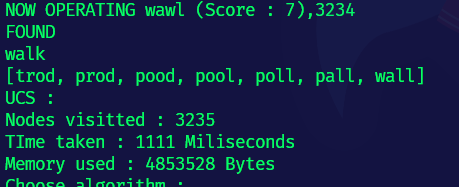 NOW OPERATING wawl (Score : 7),3234
FOUND
walk
[trod, prod, pood, pool, poll, pall, wall]
UCS :
Nodes visitted : 3235
TIme taken : 1111 Miliseconds
Memory used : 4853528 Bytes
Choose algorithm :